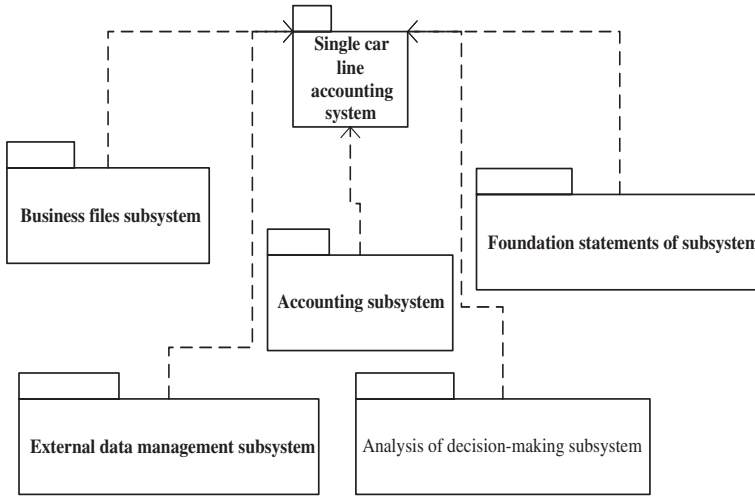 Single car
line
accounting
system
Business files subsystem
Foundation statements of subsystem
Accounting subsystem
External data management subsystem
Analysis of decision-making subsystem